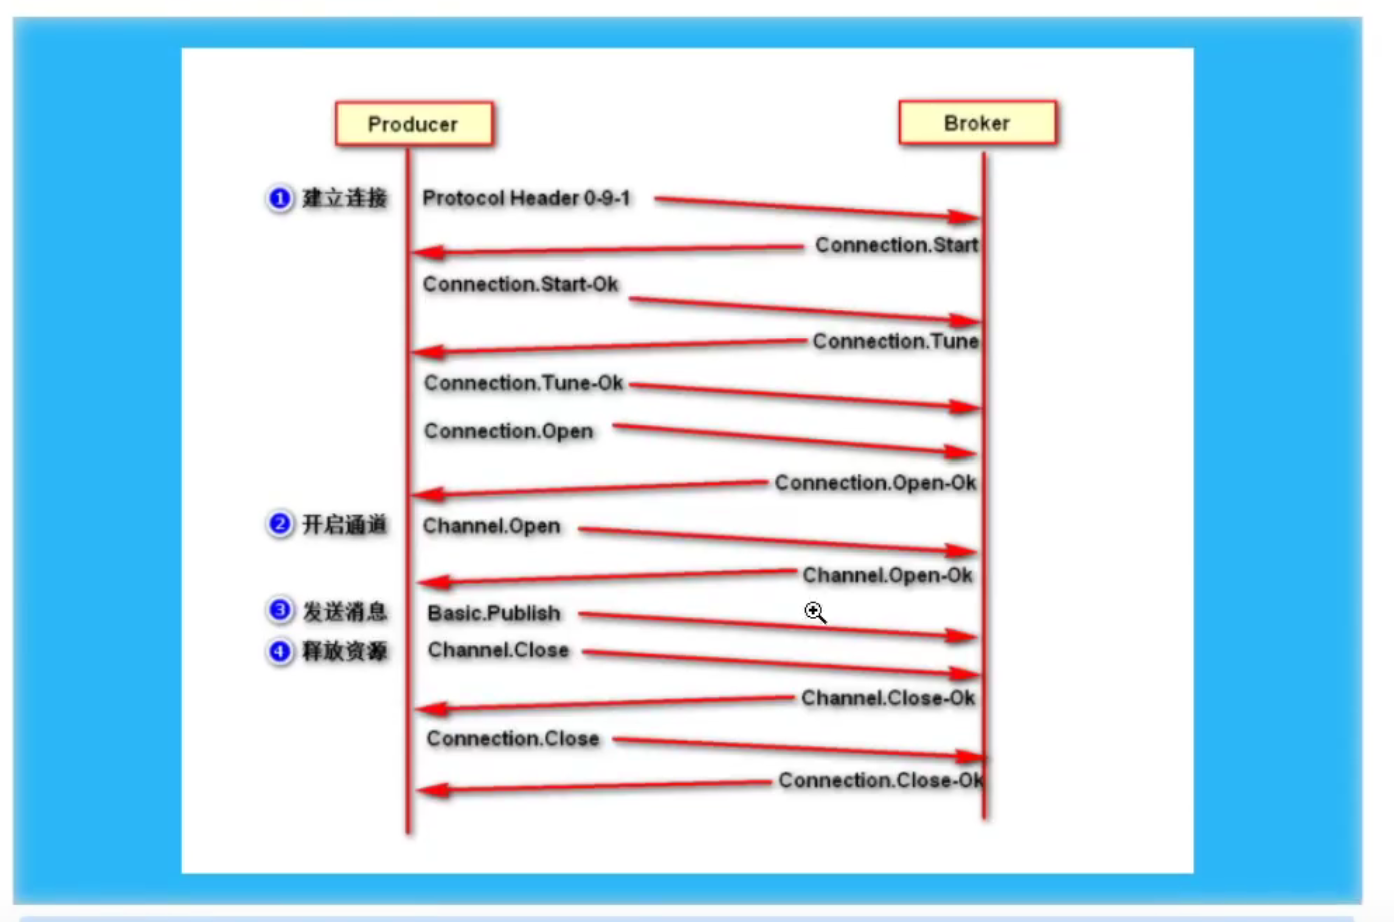 Producer
Broker
1 建立连接 Protocol Header 0-9-1
Connection.Start
Connection.Start-Ok
Connection.Tune
Connection.Tune-Ok
Connection.Open
Connection.Open-Ok
2 开启通道 Channel.Open
Channel.Open-Ok
3 发送消息 Basic.Publish
4 释放资源 Channel.Close
Channel.Close-Ok
Connection.Close
Connection.Close-Ok